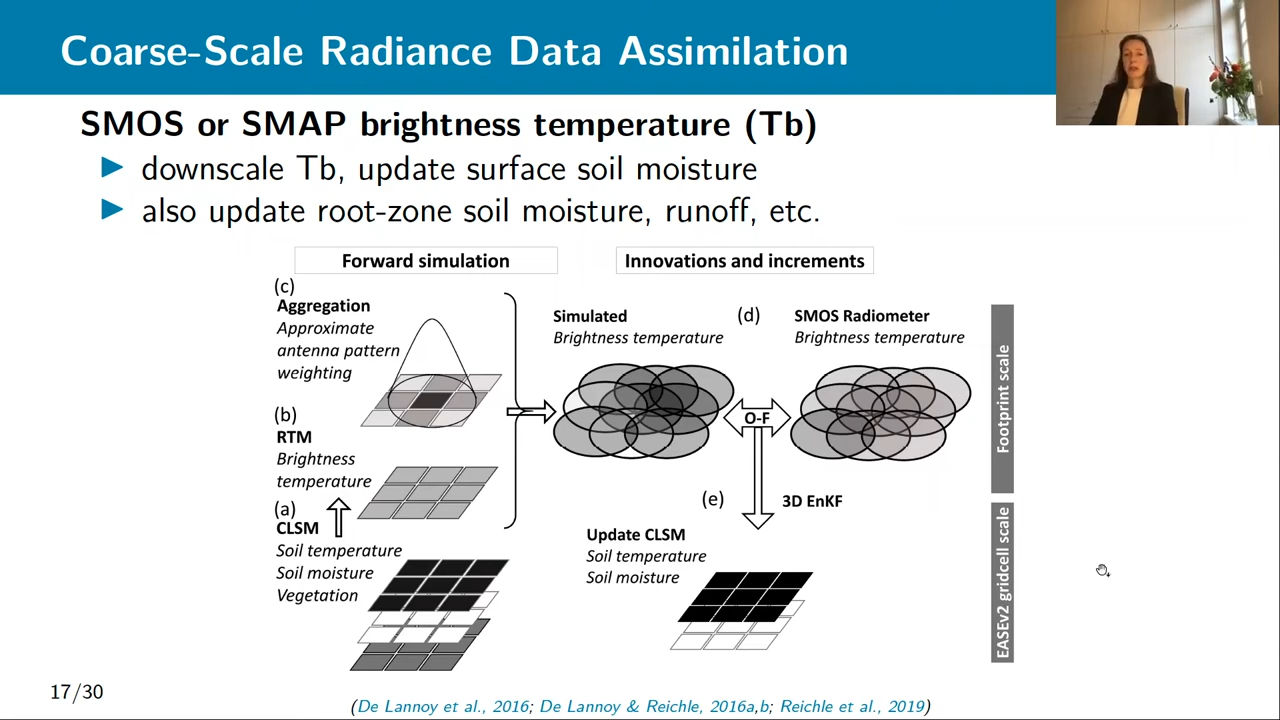 Coarse-Scale Radiance Data Assimilation
SMOS or SMAP brightness temperature (Tb)
downscale Tb, update surface soil moisture
also update root-zone soil moisture, runoff, etc.
Forward simulation
Innovations and increments
(c)
Aggregation
Approximate
antenna pattern
weighting
(b)
RTM
Brightness
temperature
(a)
CLSM
Soil temperature
Soil moisture
Vegetation
Simulated
Brightness temperature
(d)
SMOS Radiometer
Brightness temperature
O-F
(e)
3D EnKF
Update CLSM
Soil temperature
Soil moisture
Footprint scale
EASEv2 gridcell scale
17/30
(De Lannoy et al., 2016; De Lannoy & Reichle, 2016a,b; Reichle et al., 2019)